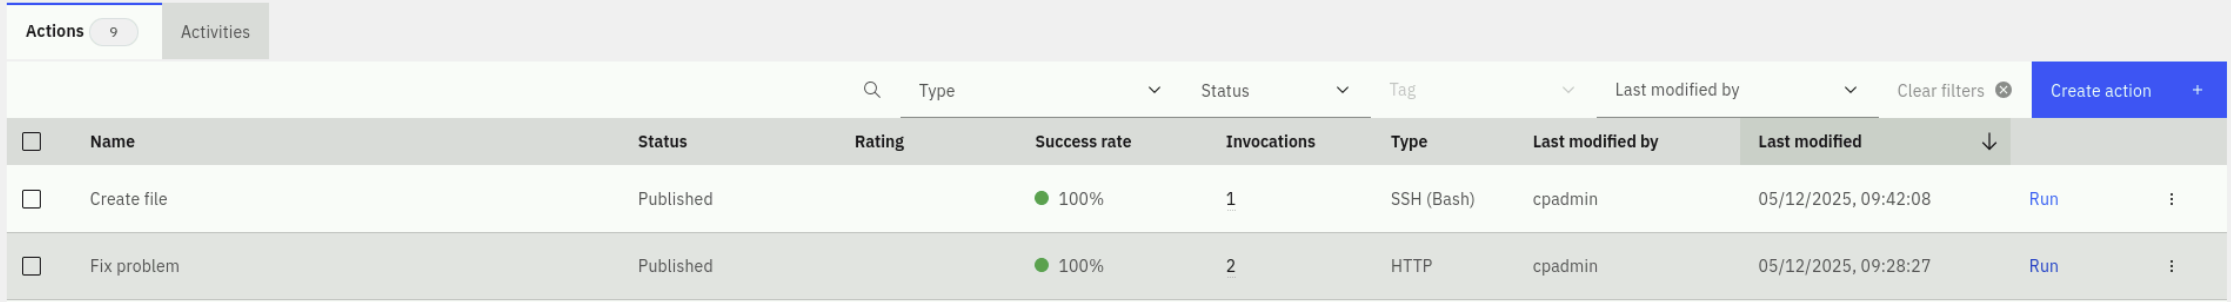 Actions 9 Activities
Type Status Tag Last modified by Clear filters Create action +
Name Status Rating Success rate Invocations Type Last modified by Last modified
Create file Published 100% 1 SSH (Bash) cpadmin 05/12/2025, 09:42:08 Run
Fix problem Published 100% 2 HTTP cpadmin 05/12/2025, 09:28:27 Run